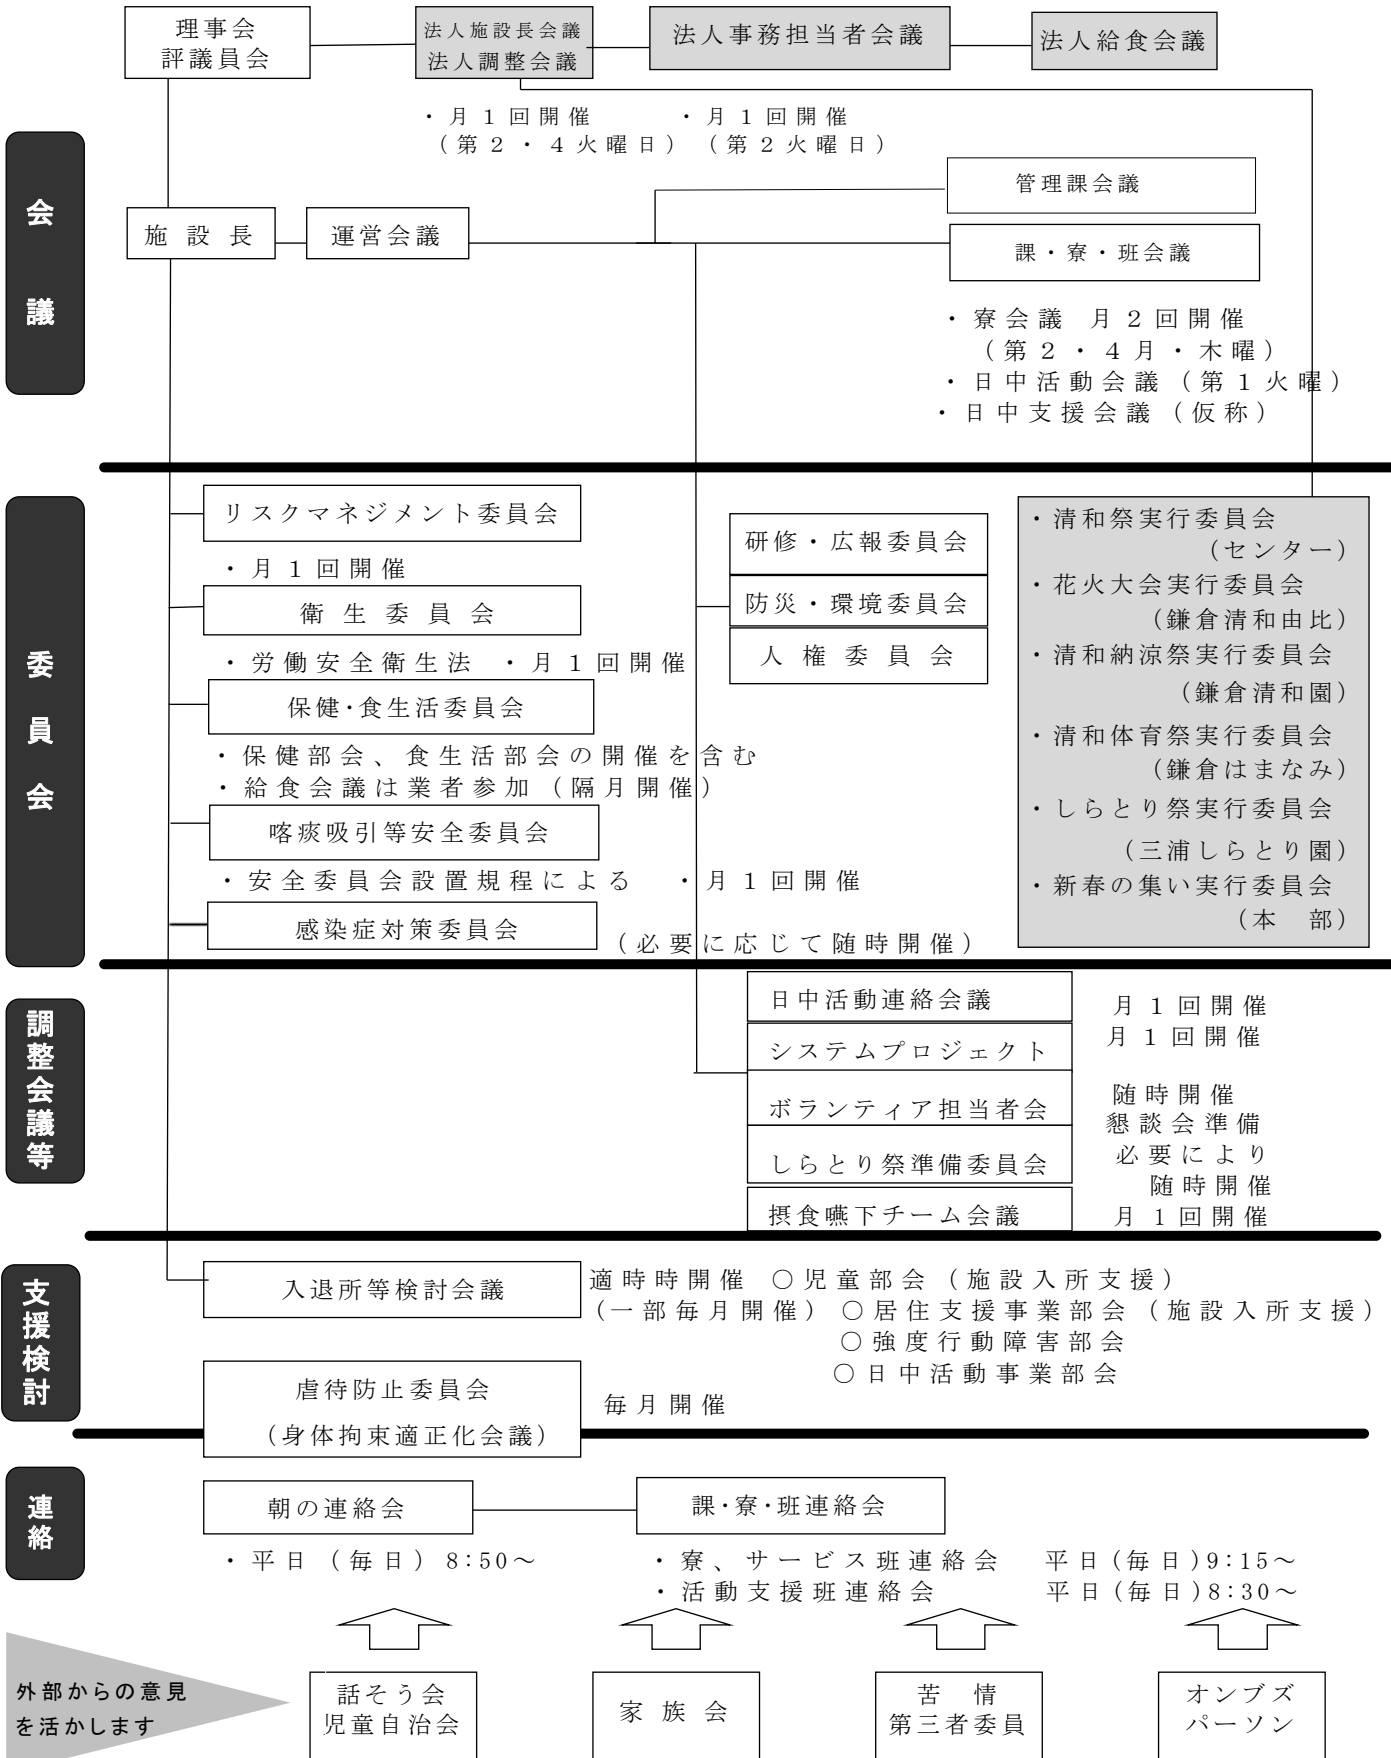 理事会
評議員会
法人施設長会議
法人調整会議
法人事務担当者会議
法人給食会議
・月１回開催
（第２・４火曜日）
・月１回開催
（第２火曜日）
会議
施設長
運営会議
管理課会議
課・寮・班会議
・寮会議 月２回開催
（第２・４月・木曜）
・日中活動会議（第１火曜）
・日中支援会議（仮称）
委員会
リスクマネジメント委員会
・月１回開催
衛生委員会
・労働安全衛生法 ・月１回開催
保健・食生活委員会
・保健部会、食生活部会の開催を含む
・給食会議は業者参加（隔月開催）
喀痰吸引等安全委員会
・安全委員会設置規程による ・月１回開催
感染症対策委員会
（必要に応じて随時開催）
研修・広報委員会
防災・環境委員会
人権委員会
・清和祭実行委員会
（センター）
・花火大会実行委員会
（鎌倉清和由比）
・清和納涼祭実行委員会
（鎌倉清和園）
・清和体育祭実行委員会
（鎌倉はまなみ）
・しらとり祭実行委員会
（三浦しらとり園）
・新春の集い実行委員会
（本　部）
調整会議等
日中活動連絡会議
月１回開催
システムプロジェクト
月１回開催
ボランティア担当者会
随時開催
懇談会準備
しらとり祭準備委員会
必要により
随時開催
摂食嚥下チーム会議
月１回開催
支援検討
入退所等検討会議
適時時開催 〇児童部会（施設入所支援）
（一部毎月開催）〇居住支援事業部会（施設入所支援）
〇強度行動障害部会
〇日中活動事業部会
虐待防止委員会
（身体拘束適正化会議）
毎月開催
連絡
朝の連絡会
課・寮・班連絡会
・平日（毎日）8:50～
・寮、サービス班連絡会 平日(毎日)9:15～
・活動支援班連絡会 平日(毎日)8:30～
外部からの意見
を活かします
話そう会
児童自治会
家族会
苦　情
第三者委員
オンブズ
パーソン